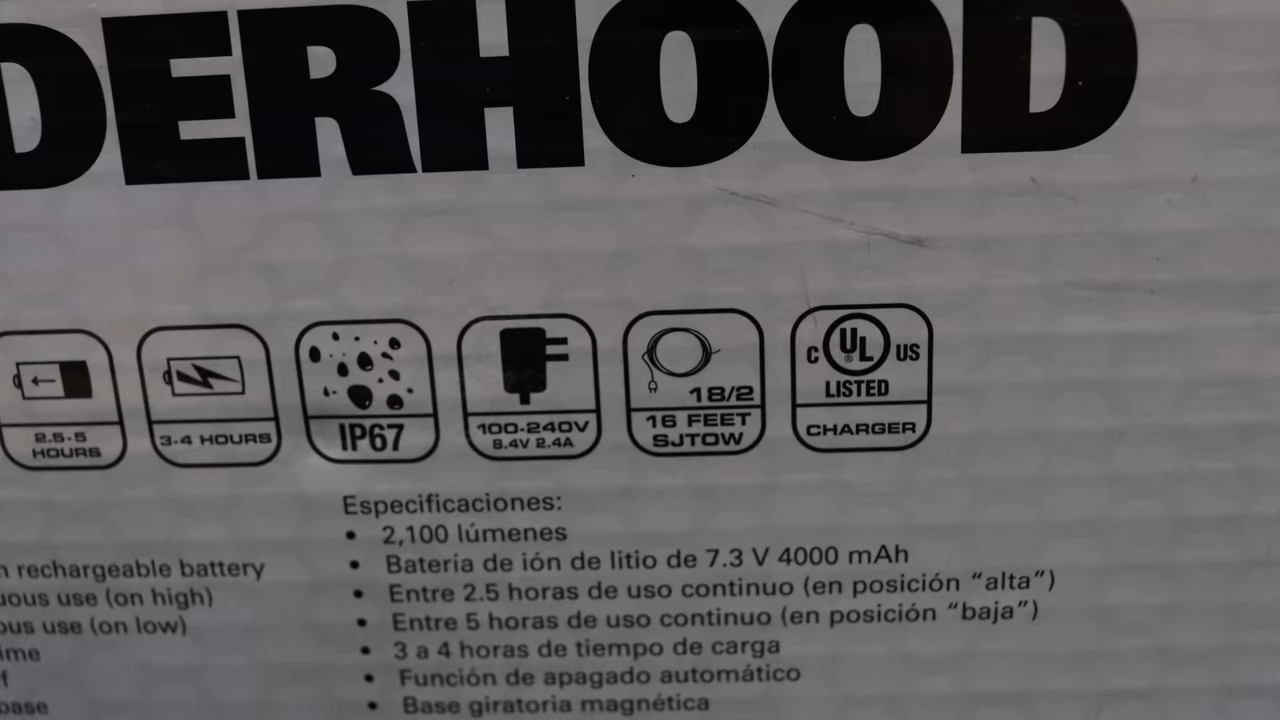 DERHOOD
2.5-5
HOURS
3-4 HOURS
IP67
100-240V
8.4V 2.4A
18/2
16 FEET
SJTOW
C UL® US
LISTED
CHARGER
rechargeable battery
use (on high)
use (on low)
base
Especificaciones:
• 2,100 lúmenes
• Batería de ión de litio de 7.3 V 4000 mAh
• Entre 2.5 horas de uso continuo (en posición “alta”)
• Entre 5 horas de uso continuo (en posición “baja”)
• 3 a 4 horas de tiempo de carga
• Función de apagado automático
• Base giratoria magnética